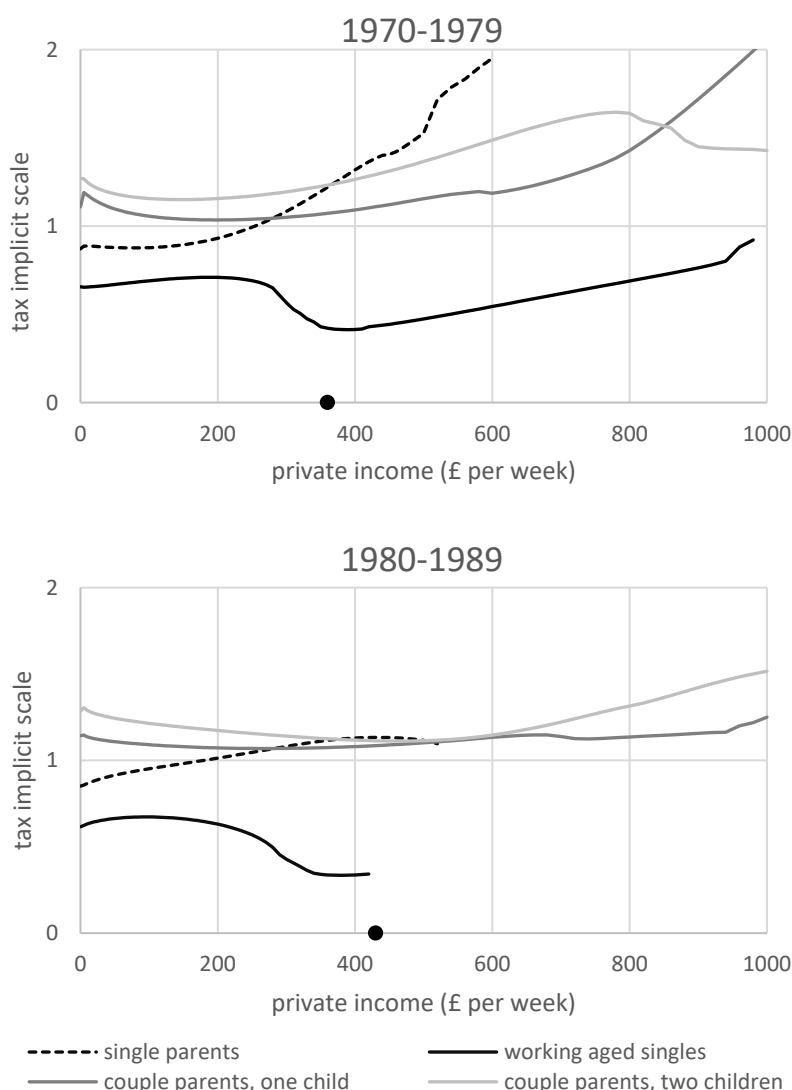 1970-1979
2
1
0
tax implicit scale
0 200 400 600 800 1000
private income (£ per week)
1980-1989
2
1
0
tax implicit scale
0 200 400 600 800 1000
private income (£ per week)
single parents working aged singles
couple parents, one child couple parents, two children